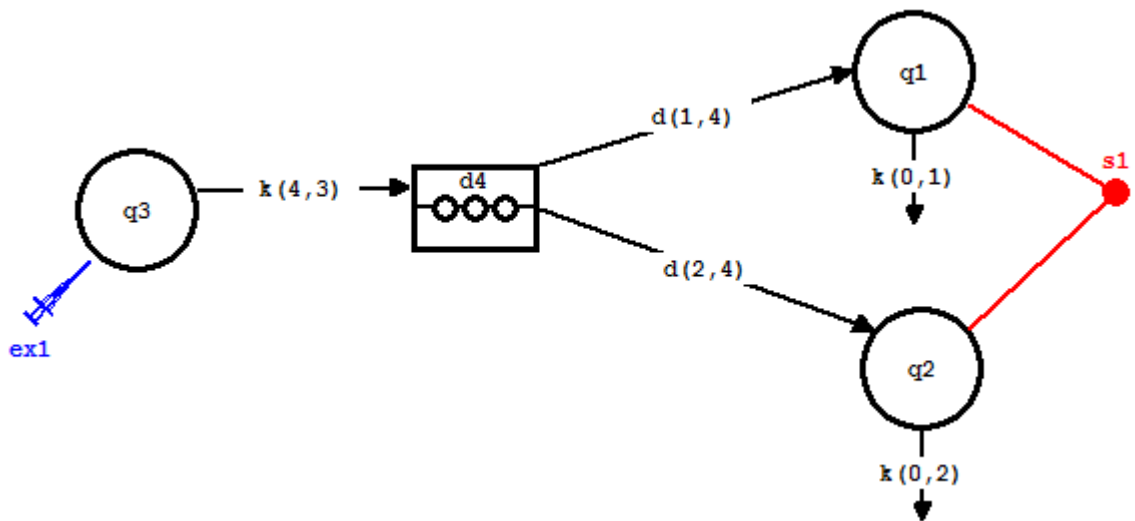 q1
d(1,4)
s1
k(0,1)
d4
k(4,3)
q3
d(2,4)
ex1
q2
k(0,2)